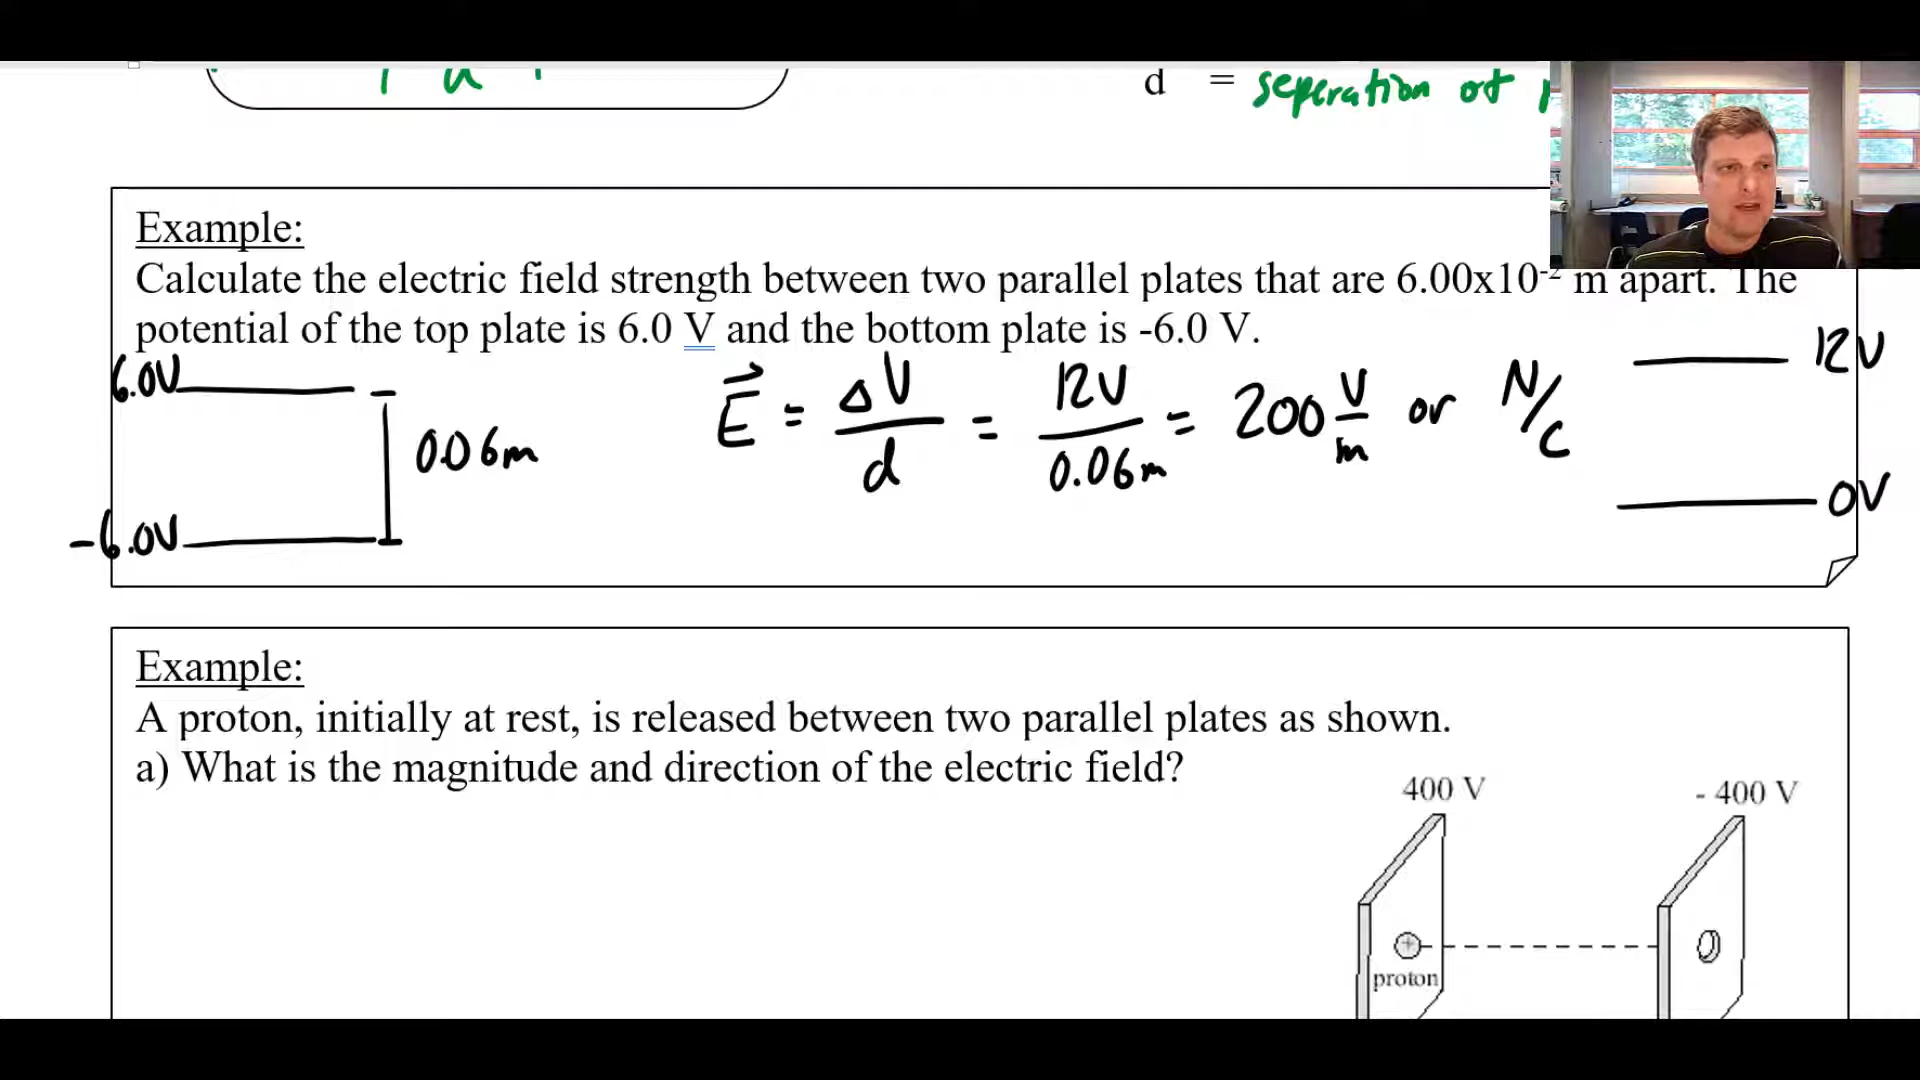 d = seperation of
Example:
Calculate the electric field strength between two parallel plates that are 6.00x10⁻² m apart. The
potential of the top plate is 6.0 V and the bottom plate is -6.0 V.
6.0V
0.06m
-6.0V
E⃗ = ΔV/d = 12V/0.06m = 200 V/m or N/C
12V
0V
Example:
A proton, initially at rest, is released between two parallel plates as shown.
a) What is the magnitude and direction of the electric field?
400 V
- 400 V
+
proton